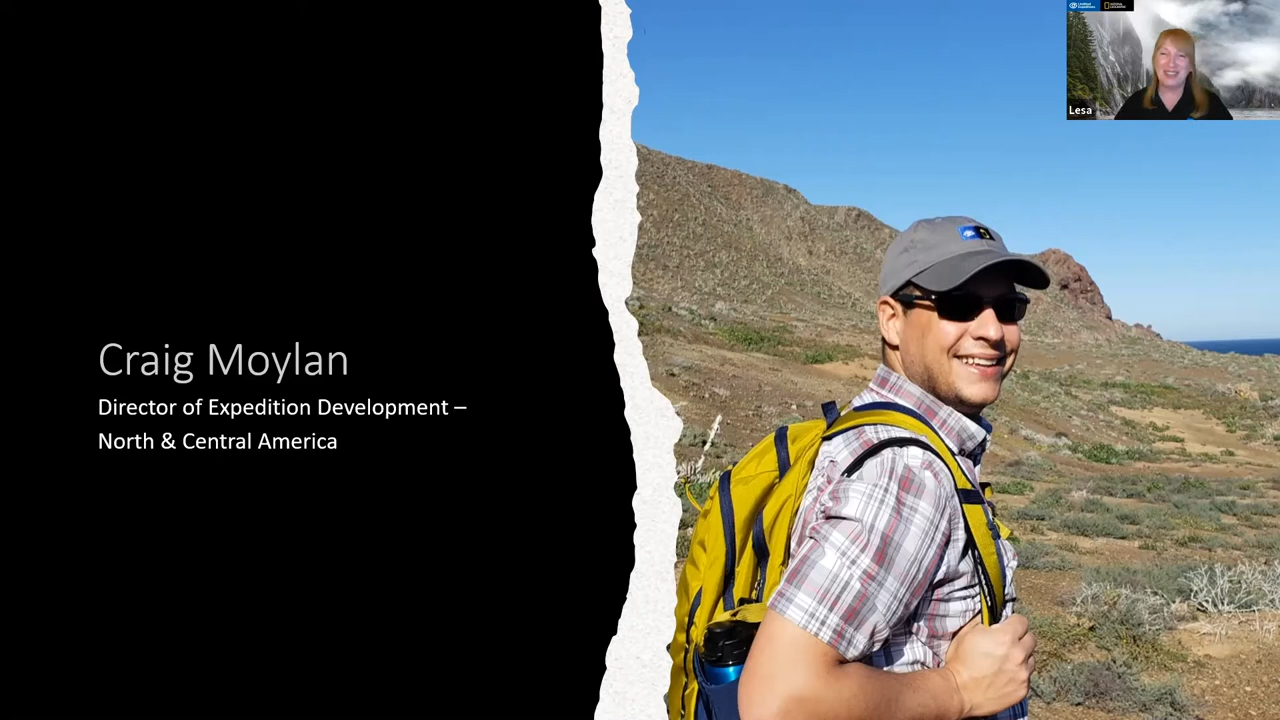 Craig Moylan
Director of Expedition Development –
North & Central America
Lesa